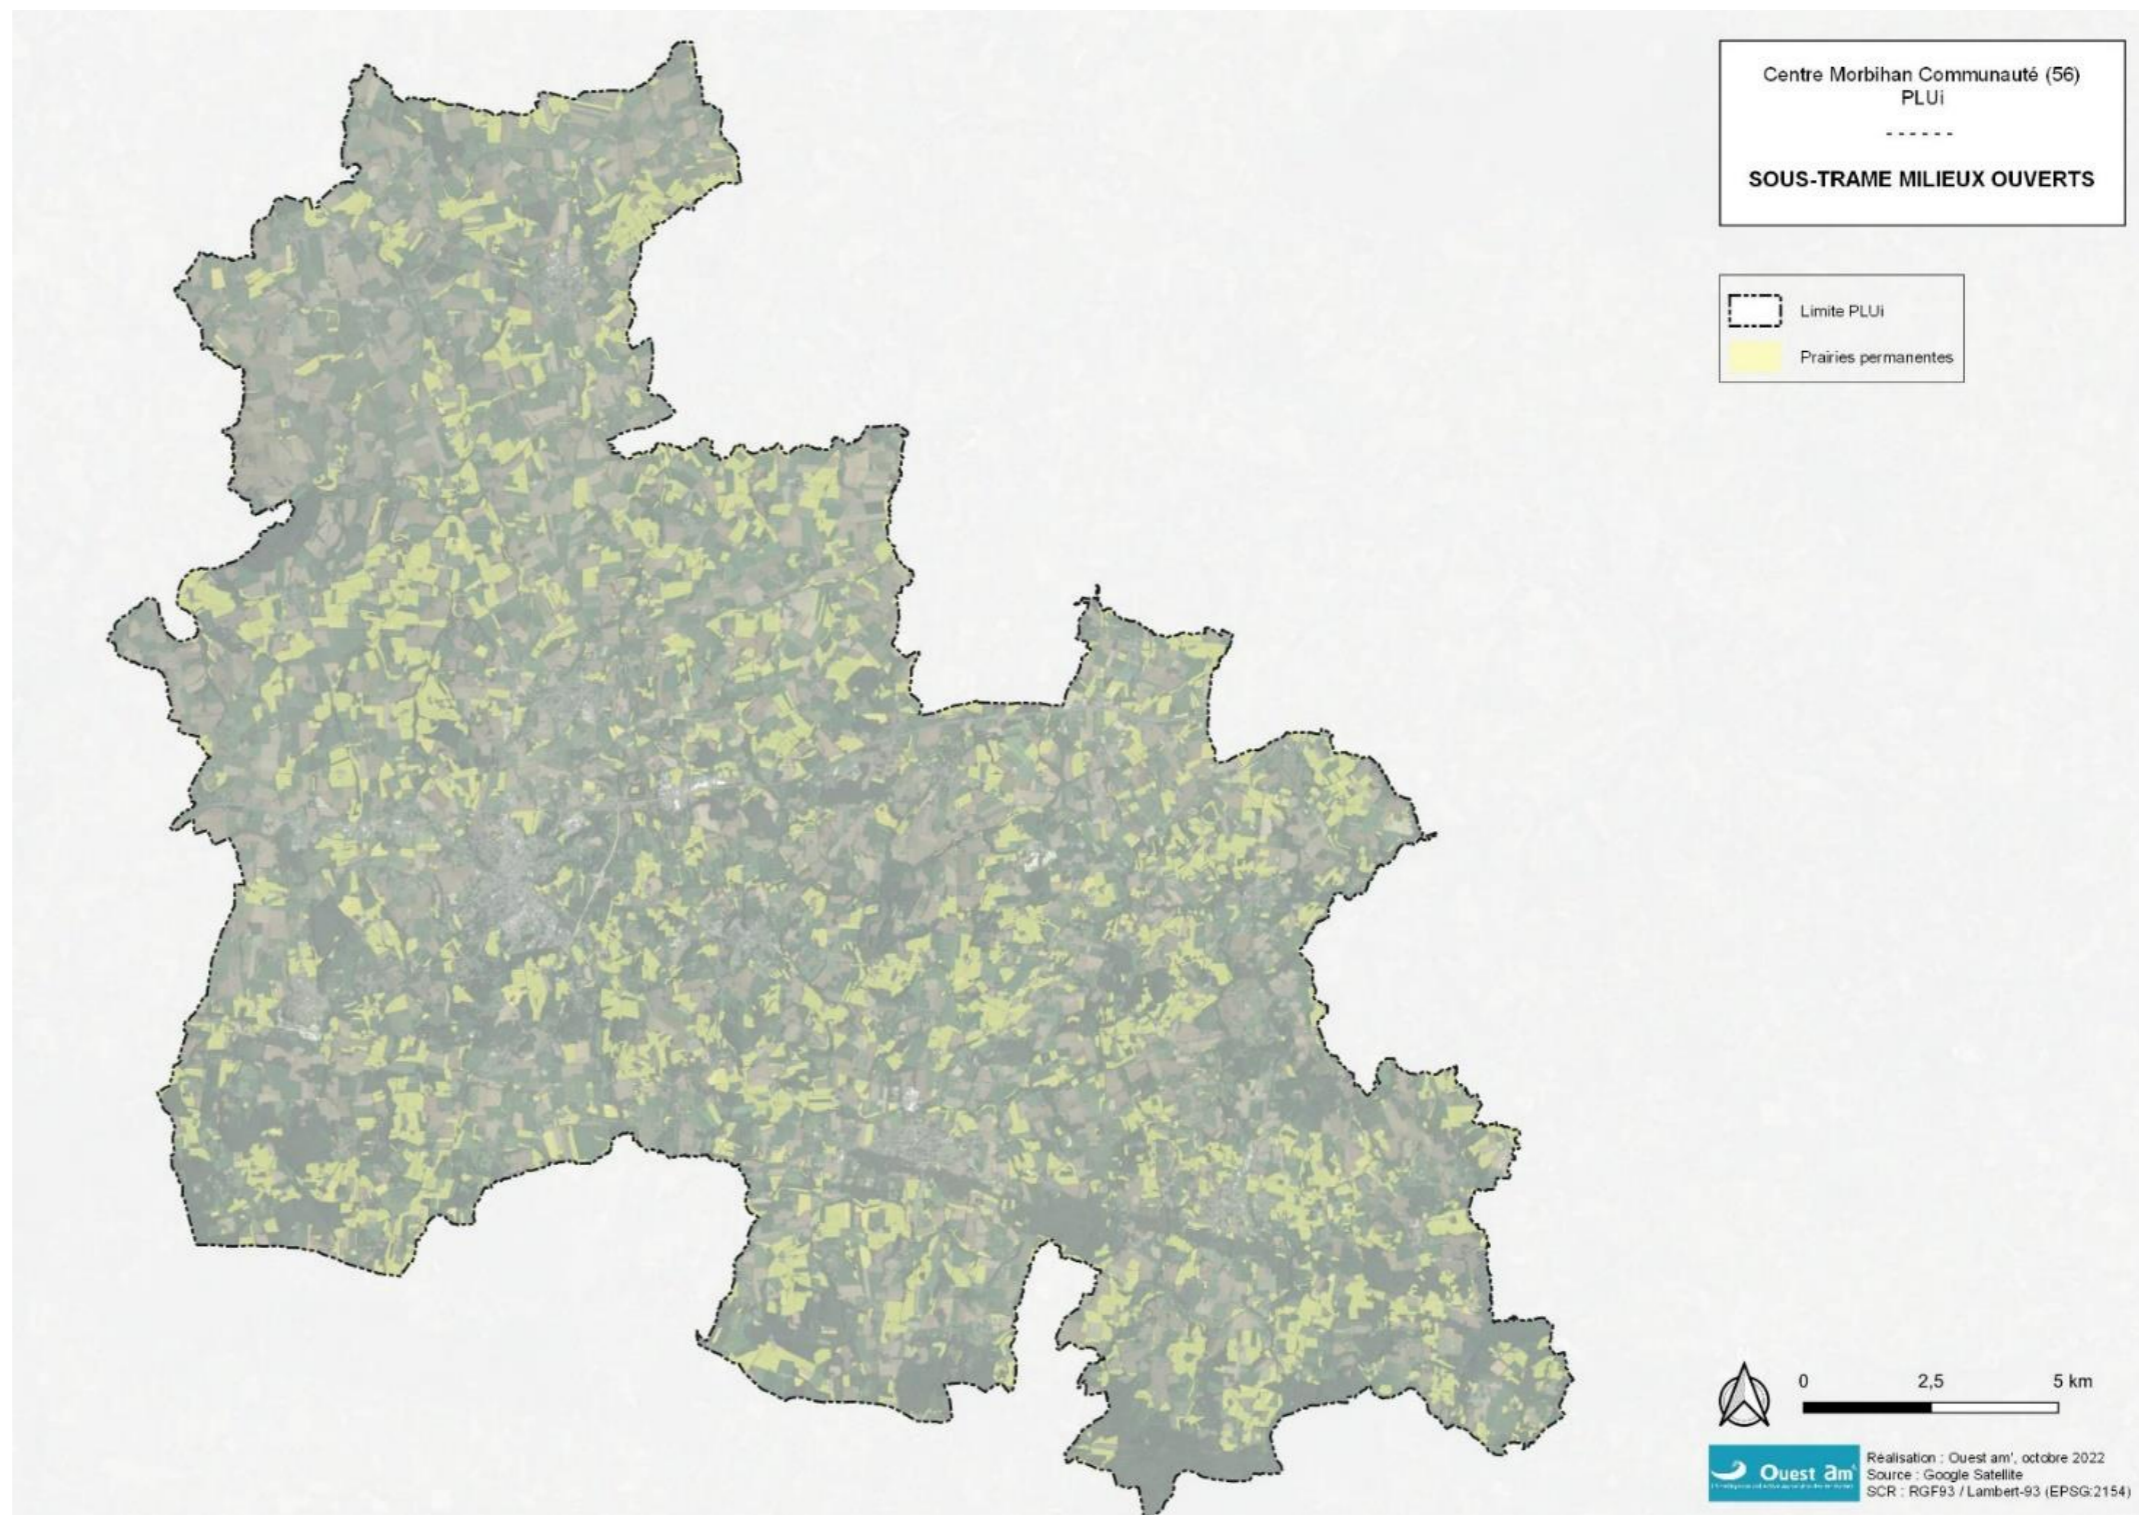 Centre Morbihan Communauté (56)
PLUi
------
SOUS-TRAME MILIEUX OUVERTS
Limite PLUi
Prairies permanentes
0 2,5 5 km
Ouest am'
Réalisation : Ouest am', octobre 2022
Source : Google Satellite
SCR : RGF93 / Lambert-93 (EPSG:2154)